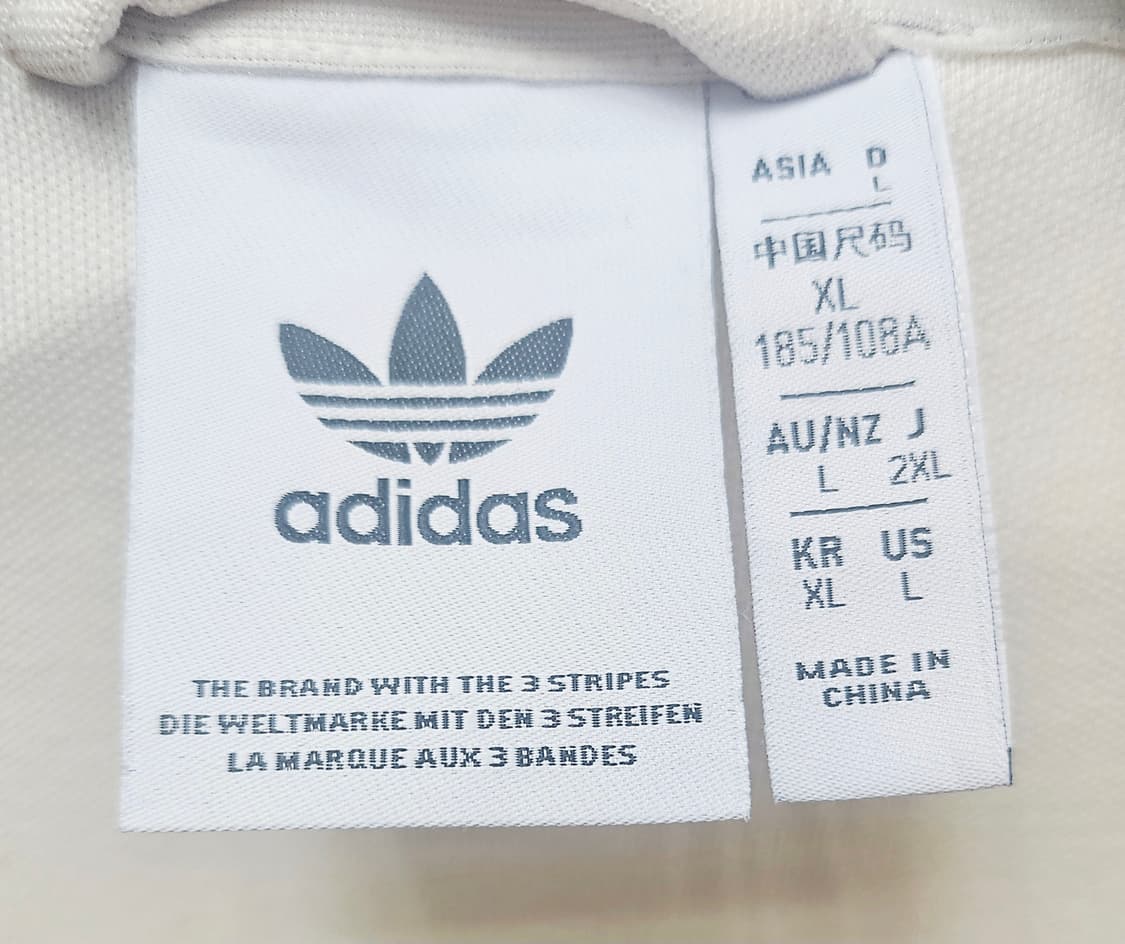 adidas
THE BRAND WITH THE 3 STRIPES
DIE WELTMARKE MIT DEN 3 STREIFEN
LA MARQUE AUX 3 BANDES
ASIA D
L
中国尺码
XL
185/108A
AU/NZ J
L 2XL
KR US
XL L
MADE IN
CHINA